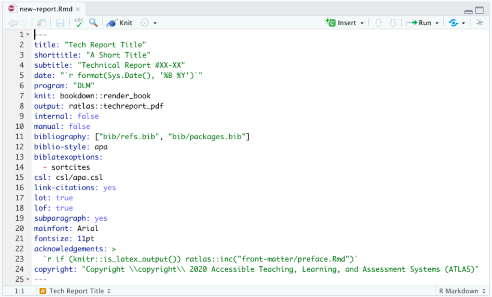 new-report.Rmd
Knit
Insert
Run
1 ---
2 title: "Tech Report Title"
3 shorttitle: "A Short Title"
4 subtitle: "Technical Report #XX-XX"
5 date: "`r format(Sys.Date(), '%B %Y')`"
6 program: "DLM"
7 knit: bookdown::render_book
8 output: ratlas::techreport_pdf
9 internal: false
10 manual: false
11 bibliography: ["bib/refs.bib", "bib/packages.bib"]
12 biblio-style: apa
13 biblatexoptions:
14   - sortcites
15 csl: csl/apa.csl
16 link-citations: yes
17 lot: true
18 lof: true
19 subparagraph: yes
20 mainfont: Arial
21 fontsize: 11pt
22 acknowledgements: >
23   `r if (knitr::is_latex_output()) ratlas::inc("front-matter/preface.Rmd")`
24 copyright: "Copyright \\copyright\\ 2020 Accessible Teaching, Learning, and Assessment Systems (ATLAS)"
25 ---
1:1 Tech Report Title R Markdown